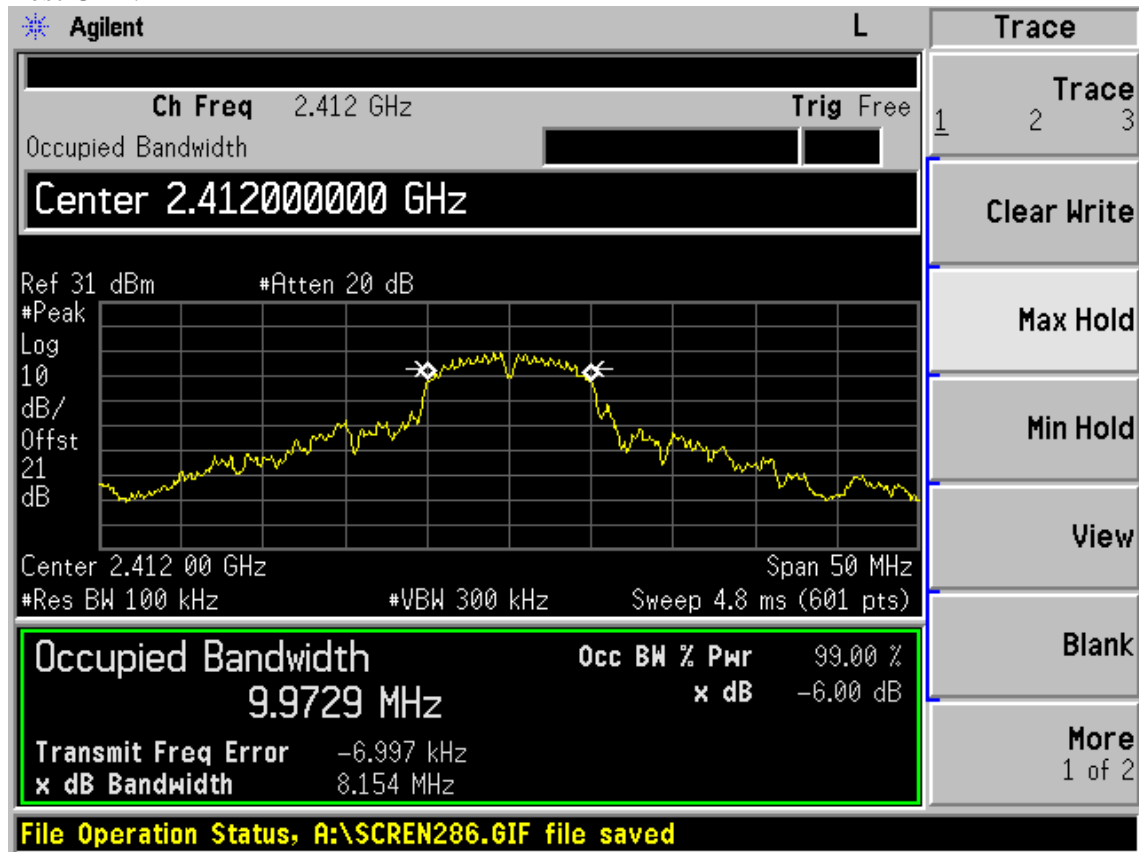 Agilent L Trace
Ch Freq 2.412 GHz Trig Free
Occupied Bandwidth
Center 2.412000000 GHz
Ref 31 dBm #Atten 20 dB
#Peak
Log
10
dB/
Offst
21
dB
Center 2.412 00 GHz Span 50 MHz
#Res BW 100 kHz #VBW 300 kHz Sweep 4.8 ms (601 pts)
Occupied Bandwidth Occ BW % Pwr 99.00 %
9.9729 MHz x dB -6.00 dB
Transmit Freq Error -6.997 kHz
x dB Bandwidth 8.154 MHz
File Operation Status, A:\SCREN286.GIF file saved
Trace
1 2 3
Clear Write
Max Hold
Min Hold
View
Blank
More
1 of 2